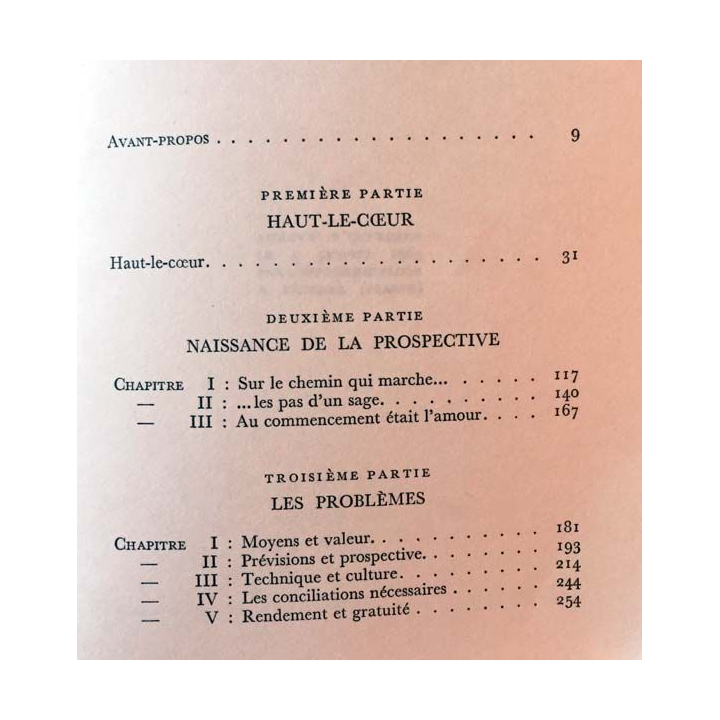 AVANT-PROPOS . . . . . . . . . . . . . . . . . . . . 9
PREMIÈRE PARTIE
HAUT-LE-CŒUR
Haut-le-cœur. . . . . . . . . . . . . . . . . . . . 31
DEUXIÈME PARTIE
NAISSANCE DE LA PROSPECTIVE
CHAPITRE I : Sur le chemin qui marche... . . . . . 117
— II : ...les pas d'un sage. . . . . . . . . 140
— III : Au commencement était l'amour. . . . 167
TROISIÈME PARTIE
LES PROBLÈMES
CHAPITRE I : Moyens et valeur. . . . . . . . . . 181
— II : Prévisions et prospective. . . . . . . 193
— III : Technique et culture. . . . . . . . . 214
— IV : Les conciliations nécessaires . . . . . . 244
— V : Rendement et gratuité . . . . . . . . 254